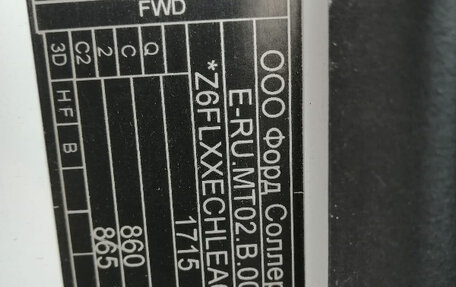 ООО Форд Соллер
E-RU.MT02.B.00
*Z6FLXXECHLEA
1715
860
865
Q
C
2
C2
3D
HF
B
FWD